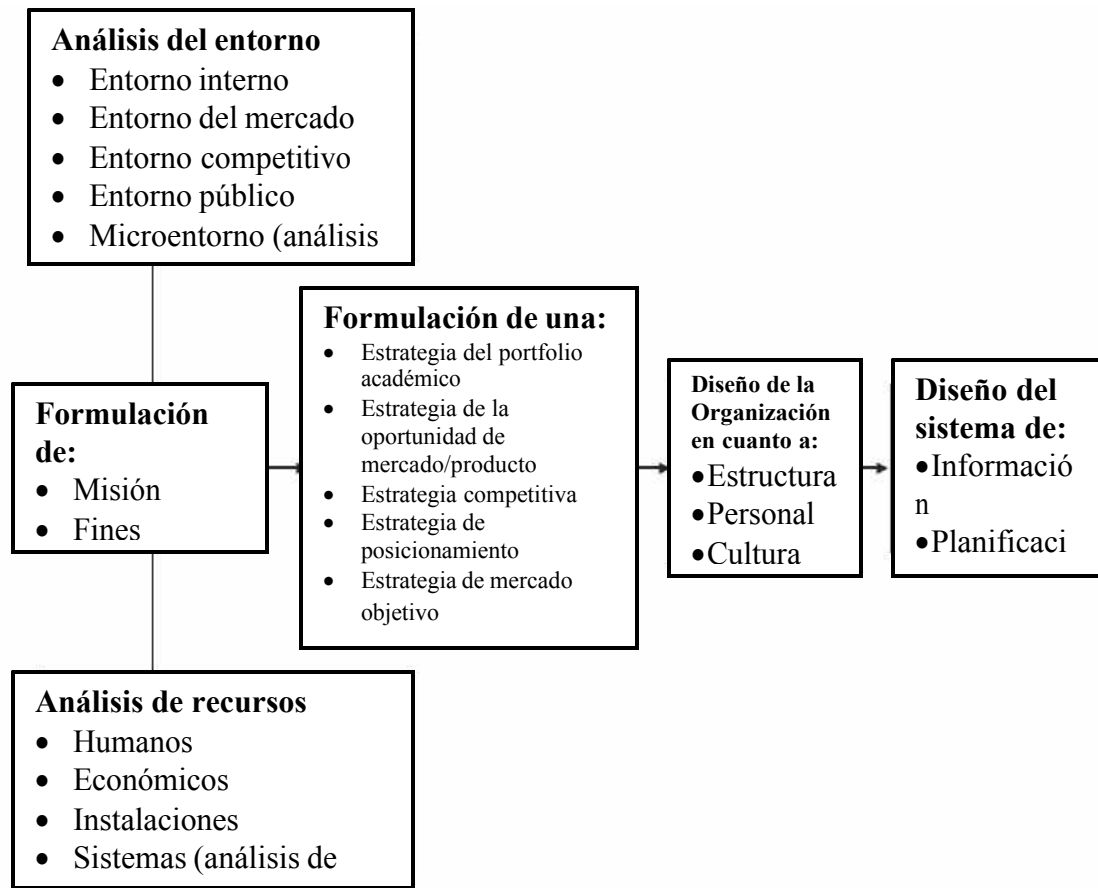 Análisis del entorno
• Entorno interno
• Entorno del mercado
• Entorno competitivo
• Entorno público
• Microentorno (análisis
Formulación de una:
• Estrategia del portfolio
académico
• Estrategia de la
oportunidad de
mercado/producto
• Estrategia competitiva
• Estrategia de
posicionamiento
• Estrategia de mercado
objetivo
Formulación
de:
• Misión
• Fines
Diseño de la
Organización
en cuanto a:
•Estructura
•Personal
•Cultura
Diseño del
sistema de:
•Informació
n
•Planificaci
Análisis de recursos
• Humanos
• Económicos
• Instalaciones
• Sistemas (análisis de